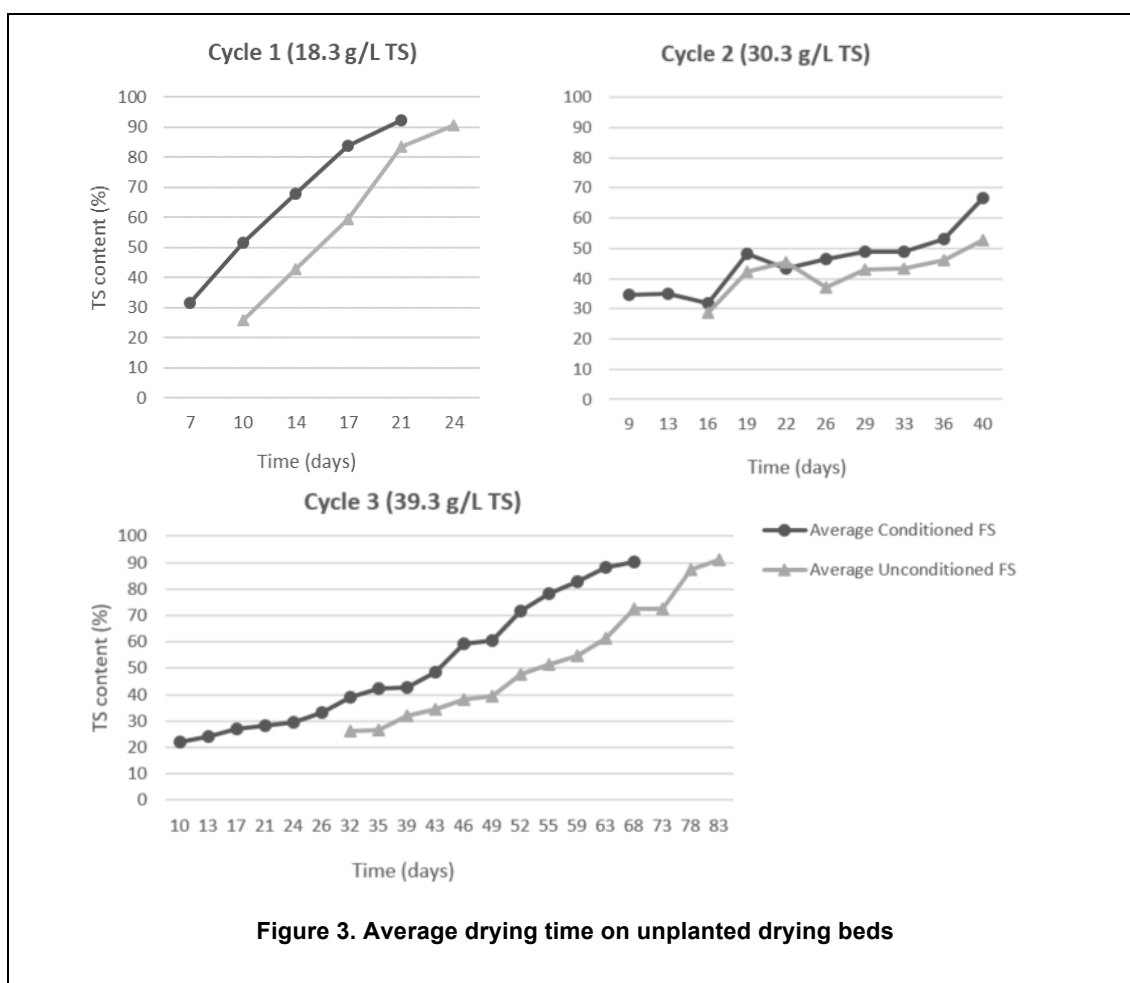 Cycle 1 (18.3 g/L TS)
100
90
80
70
60
50
40
30
20
10
0
TS content (%)
7 10 14 17 21 24
Time (days)
Cycle 2 (30.3 g/L TS)
100
90
80
70
60
50
40
30
20
10
0
9 13 16 19 22 26 29 33 36 40
Time (days)
Cycle 3 (39.3 g/L TS)
100
90
80
70
60
50
40
30
20
10
0
TS content (%)
10 13 17 21 24 26 32 35 39 43 46 49 52 55 59 63 68 73 78 83
Time (days)
Average Conditioned FS
Average Unconditioned FS
Figure 3. Average drying time on unplanted drying beds